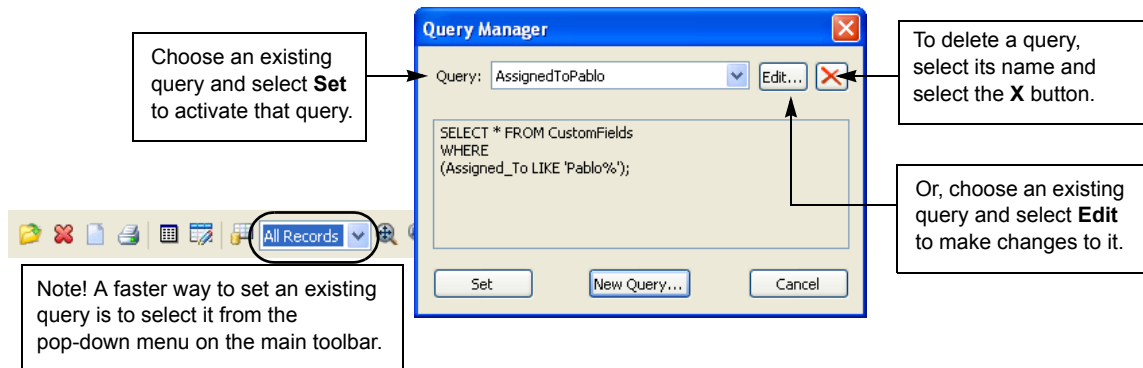 Choose an existing
query and select Set
to activate that query.
Query Manager
Query: AssignedToPablo
Edit...
SELECT * FROM CustomFields
WHERE
(Assigned_To LIKE 'Pablo%');
Set
New Query...
Cancel
To delete a query,
select its name and
select the X button.
Or, choose an existing
query and select Edit
to make changes to it.
All Records
Note! A faster way to set an existing
query is to select it from the
pop-down menu on the main toolbar.